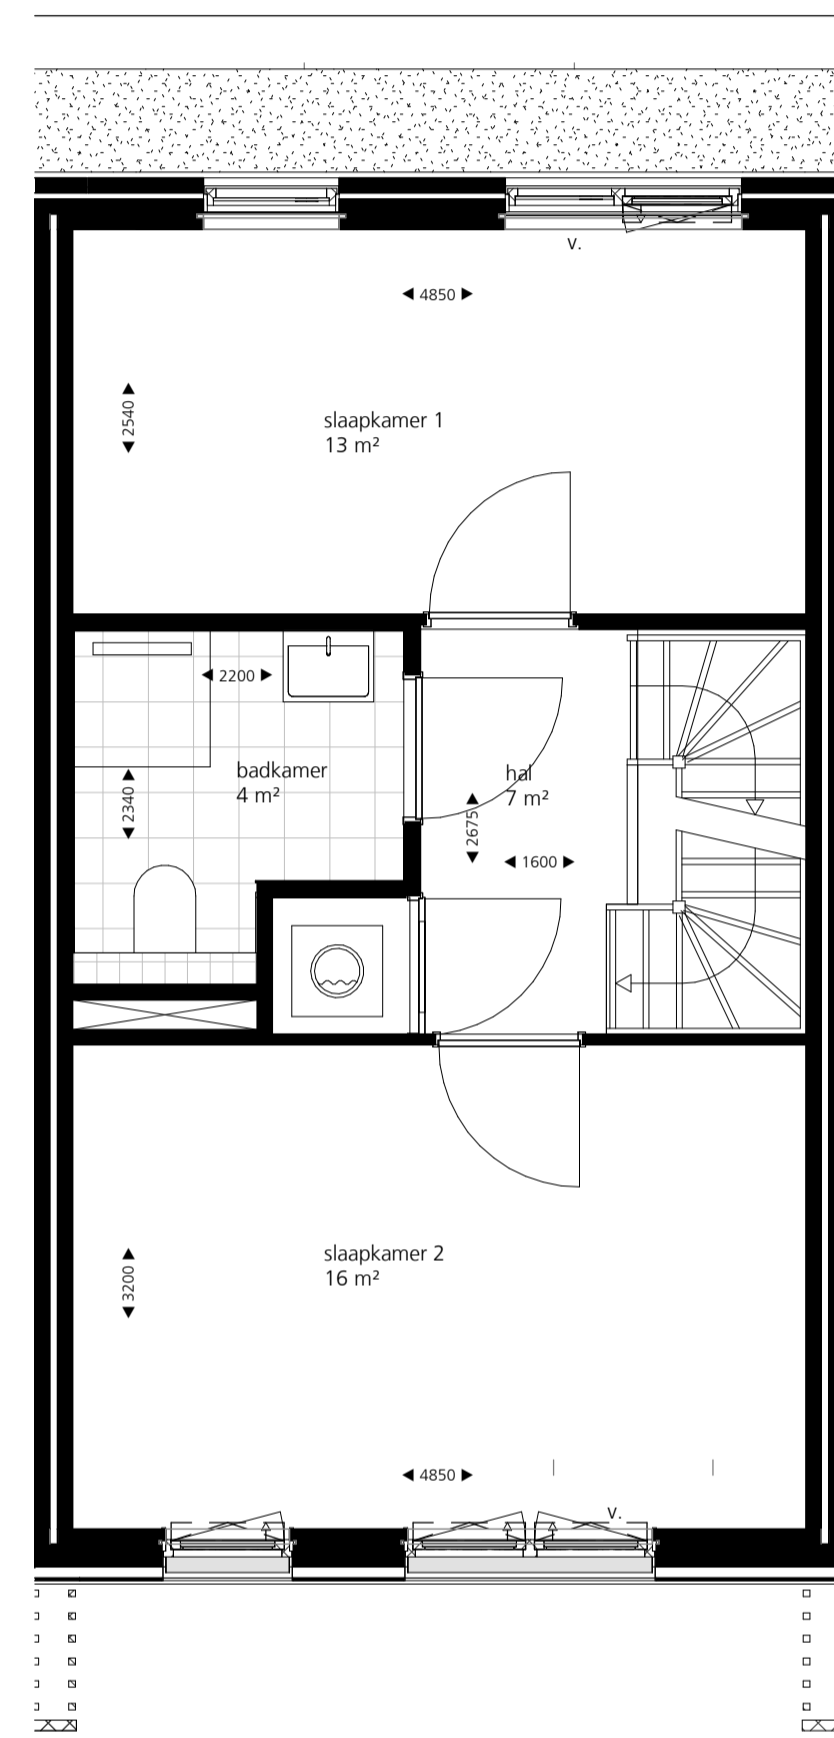 v.
4850
2540
slaapkamer 1
13 m²
2200
badkamer
4 m²
2340
hal
7 m²
2675
1600
slaapkamer 2
16 m²
3200
4850
v.